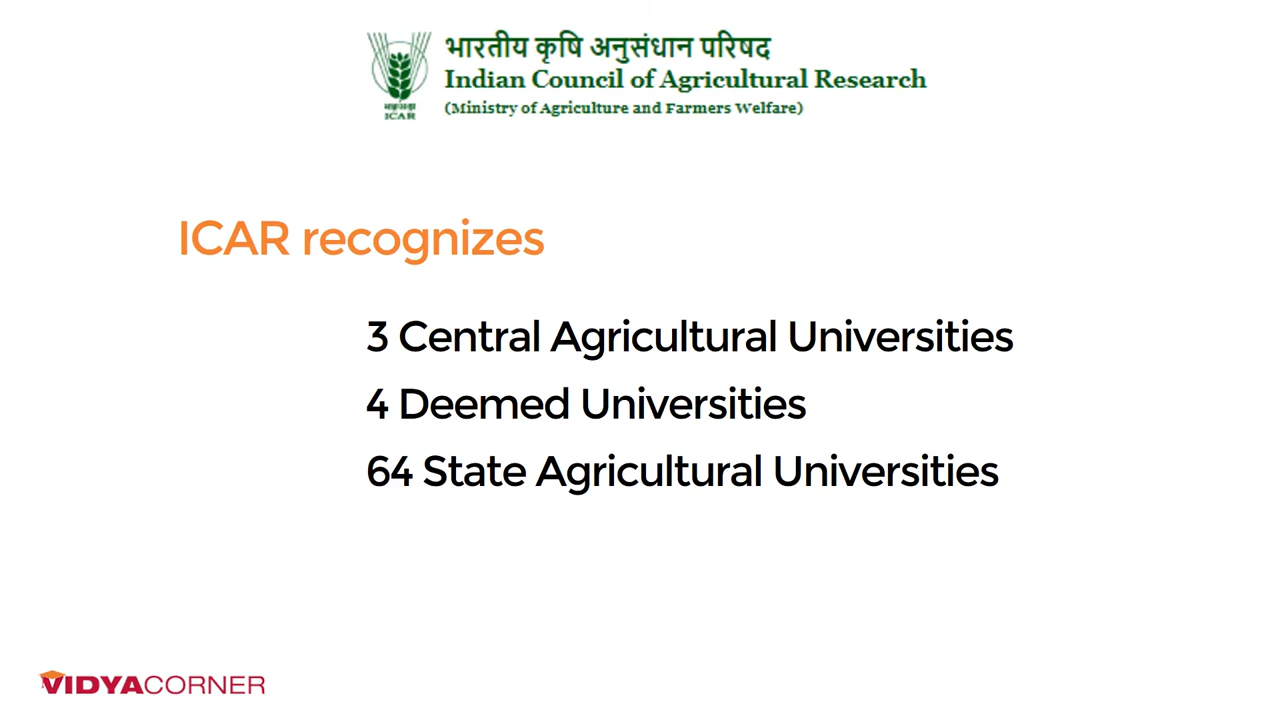 भारतीय कृषि अनुसंधान परिषद
Indian Council of Agricultural Research
(Ministry of Agriculture and Farmers Welfare)
ICAR
ICAR recognizes
3 Central Agricultural Universities
4 Deemed Universities
64 State Agricultural Universities
VIDYACORNER